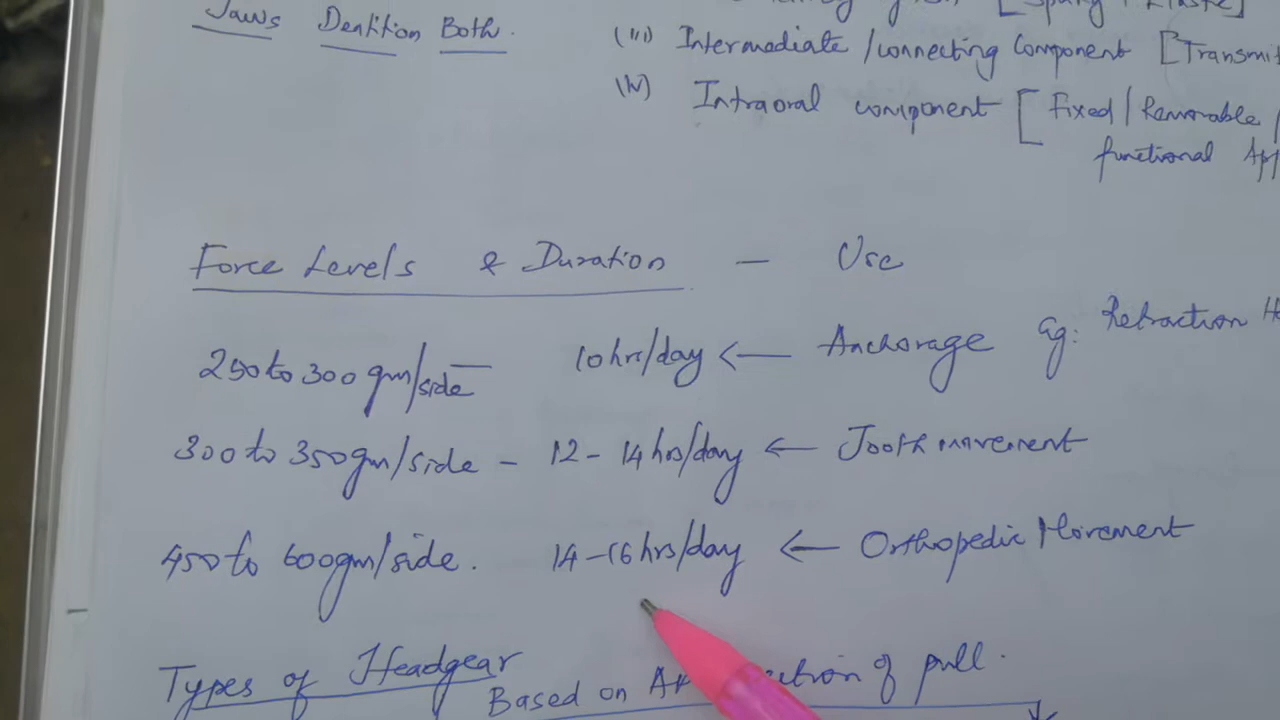 Jaws Dentition Both.
(iii) Intermediate/connecting Component [Transmit
(iv) Intraoral component [Fixed/Removable/
functional App
Force Levels & Duration - Use
250 to 300 gm/side - 10 hrs/day ← Anchorage eg: Retraction H
300 to 350 gm/side - 12-14 hrs/day ← Tooth movement
450 to 600 gm/side. 14-16 hrs/day ← Orthopedic Movement
Types of Headgear
Based on of pull.